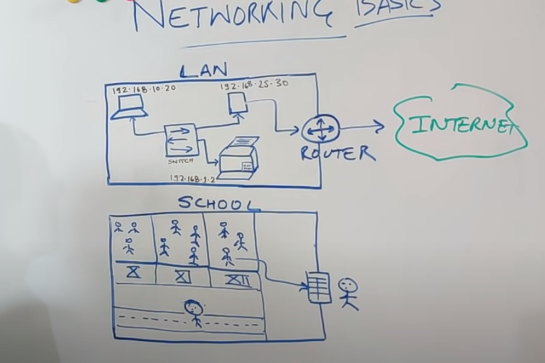 NETWORKING BASICS
LAN
192.168.10.20
192.168.25.30
SWITCH
192.168.1.2
ROUTER
INTERNET
SCHOOL
X
XI
XII